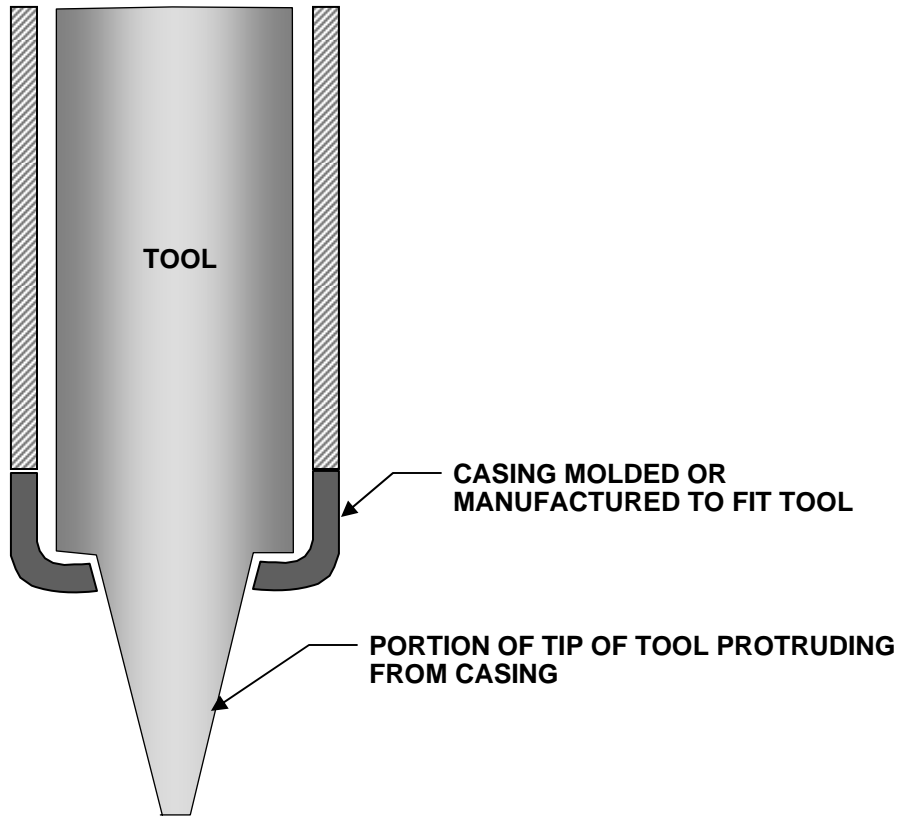 TOOL
CASING MOLDED OR
MANUFACTURED TO FIT TOOL
PORTION OF TIP OF TOOL PROTRUDING
FROM CASING